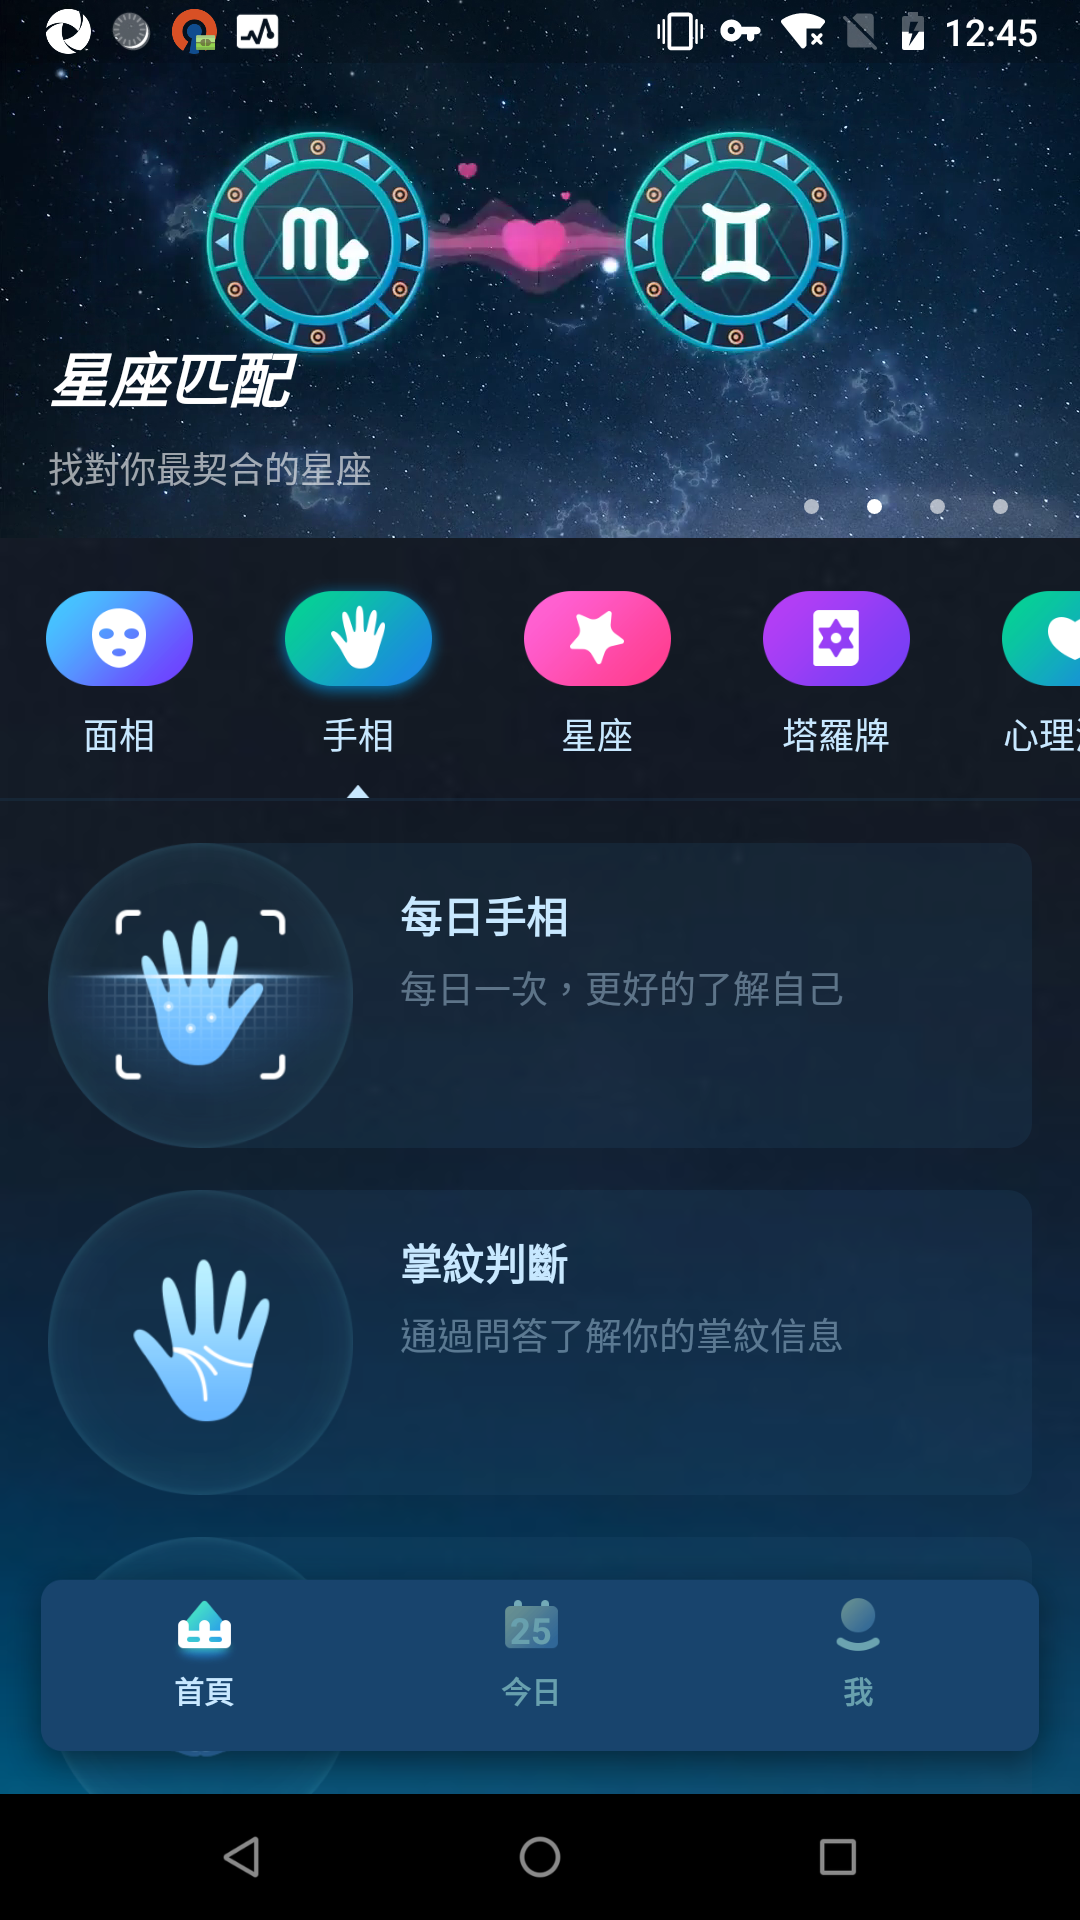 12:45
星座匹配
找對你最契合的星座
面相
手相
星座
塔羅牌
心理
每日手相
每日一次，更好的了解自己
掌紋判斷
通過問答了解你的掌紋信息
25
首頁
今日
我